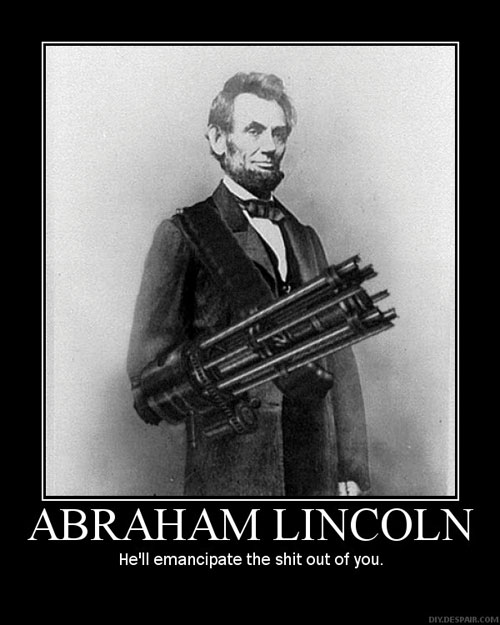 ABRAHAM LINCOLN
He'll emancipate the shit out of you.
DIY.DESPAIR.COM